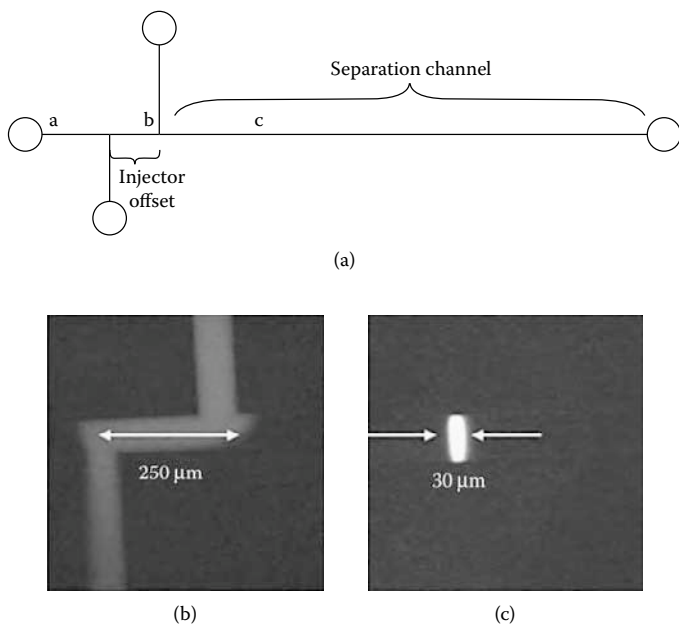 Separation channel
a
b
c
Injector
offset
(a)
250 µm
30 µm
(b)
(c)